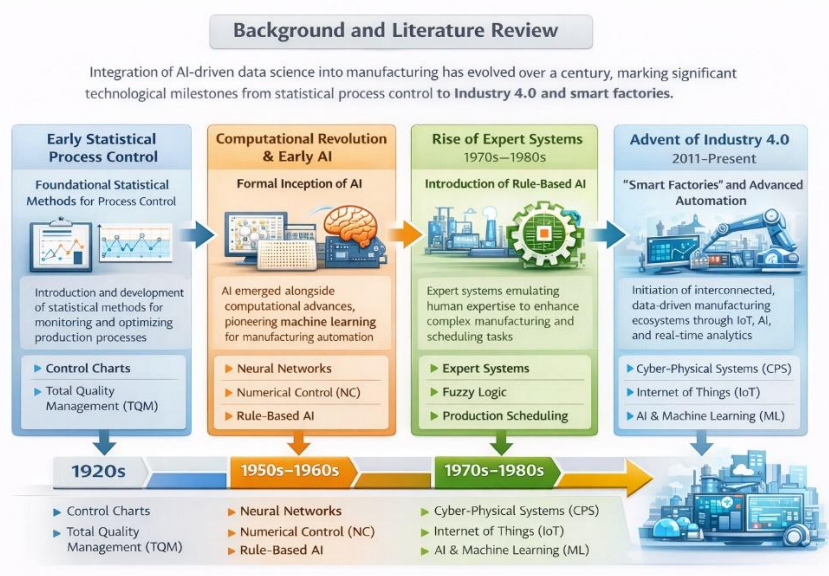 Background and Literature Review
Integration of AI-driven data science into manufacturing has evolved over a century, marking significant
technological milestones from statistical process control to Industry 4.0 and smart factories.
Early Statistical
Process Control
Foundational Statistical
Methods for Process Control
Introduction and development
of statistical methods for
monitoring and optimizing
production processes
Control Charts
Total Quality
Management (TQM)
Computational Revolution
& Early AI
Formal Inception of AI
AI emerged alongside
computational advances,
pioneering machine learning
for manufacturing automation
Neural Networks
Numerical Control (NC)
Rule-Based AI
Rise of Expert Systems
1970s—1980s
Introduction of Rule-Based AI
Expert systems emulating
human expertise to enhance
complex manufacturing and
scheduling tasks
Expert Systems
Fuzzy Logic
Production Scheduling
Advent of Industry 4.0
2011–Present
"Smart Factories" and Advanced
Automation
Initiation of interconnected,
data-driven manufacturing
ecosystems through IoT, AI,
and real-time analytics
Cyber-Physical Systems (CPS)
Internet of Things (IoT)
AI & Machine Learning (ML)
1920s
1950s–1960s
1970s–1980s
Control Charts
Total Quality
Management (TQM)
Neural Networks
Numerical Control (NC)
Rule-Based AI
Cyber-Physical Systems (CPS)
Internet of Things (IoT)
AI & Machine Learning (ML)